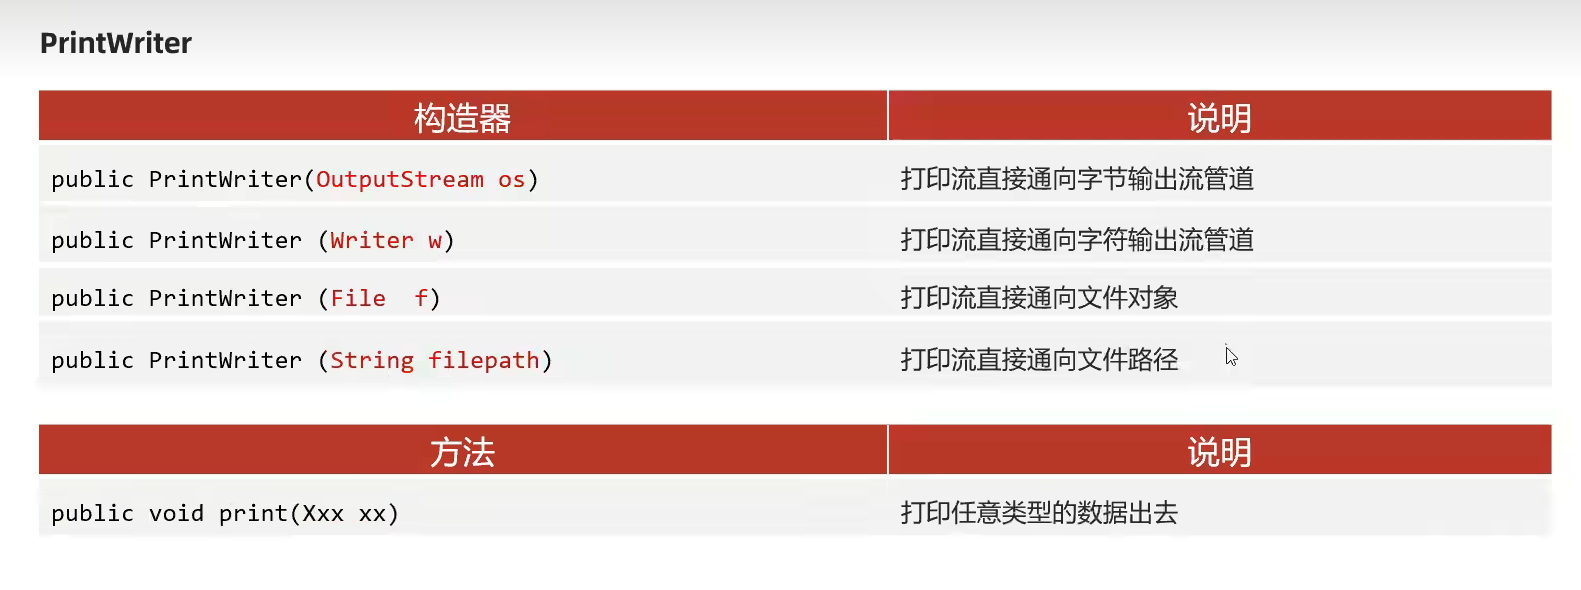 PrintWriter
构造器 说明
public PrintWriter(OutputStream os) 打印流直接通向字节输出流管道
public PrintWriter (Writer w) 打印流直接通向字符输出流管道
public PrintWriter (File  f) 打印流直接通向文件对象
public PrintWriter (String filepath) 打印流直接通向文件路径
方法 说明
public void print(Xxx xx) 打印任意类型的数据出去